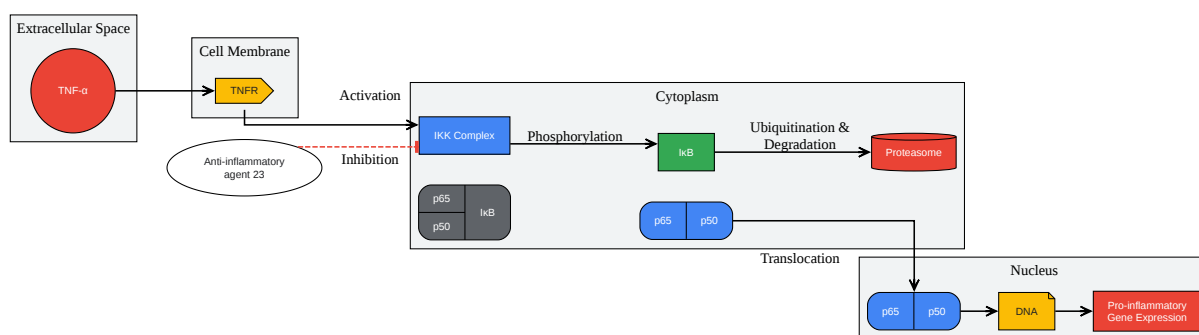 Extracellular Space
TNF-α
Cell Membrane
TNFR
Activation
Anti-inflammatory
agent 23
Inhibition
Cytoplasm
IKK Complex
Phosphorylation
IκB
Ubiquitination &
Degradation
Proteasome
p65
p50
IκB
p65
p50
Translocation
Nucleus
p65
p50
DNA
Pro-inflammatory
Gene Expression